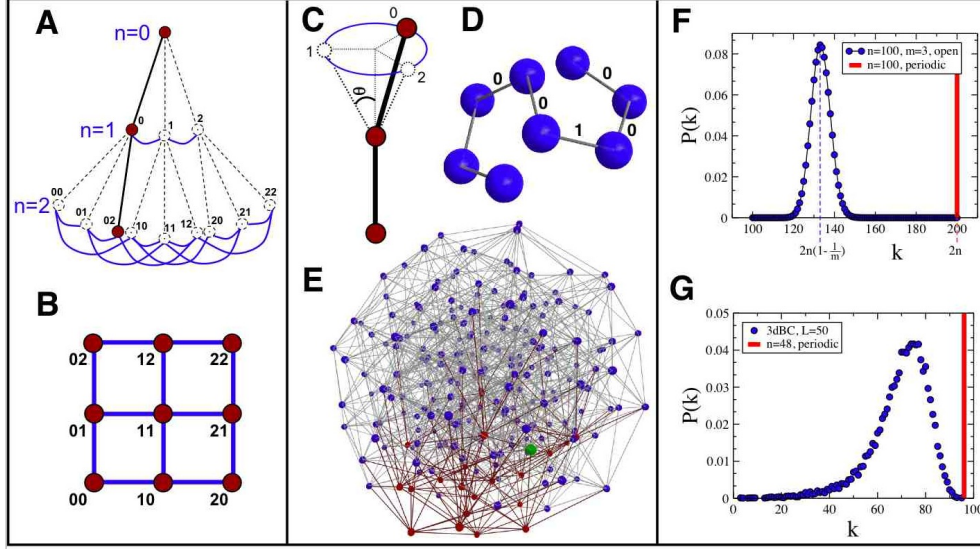 A
n=0
n=1
0
1
2
n=2
00
01
02
10
11
12
20
21
22
B
02
12
22
01
11
21
00
10
20
C
0
1
2
θ
D
0
0
0
1
0
E
F
P(k)
0.08
0.06
0.04
0.02
0
n=100, m=3, open
n=100, periodic
100
120
140
160
180
200
2n(1-1/m)
k
2n
G
P(k)
0.05
0.04
0.03
0.02
0.01
0
3dBC, L=50
n=48, periodic
0
20
40
60
80
100
k